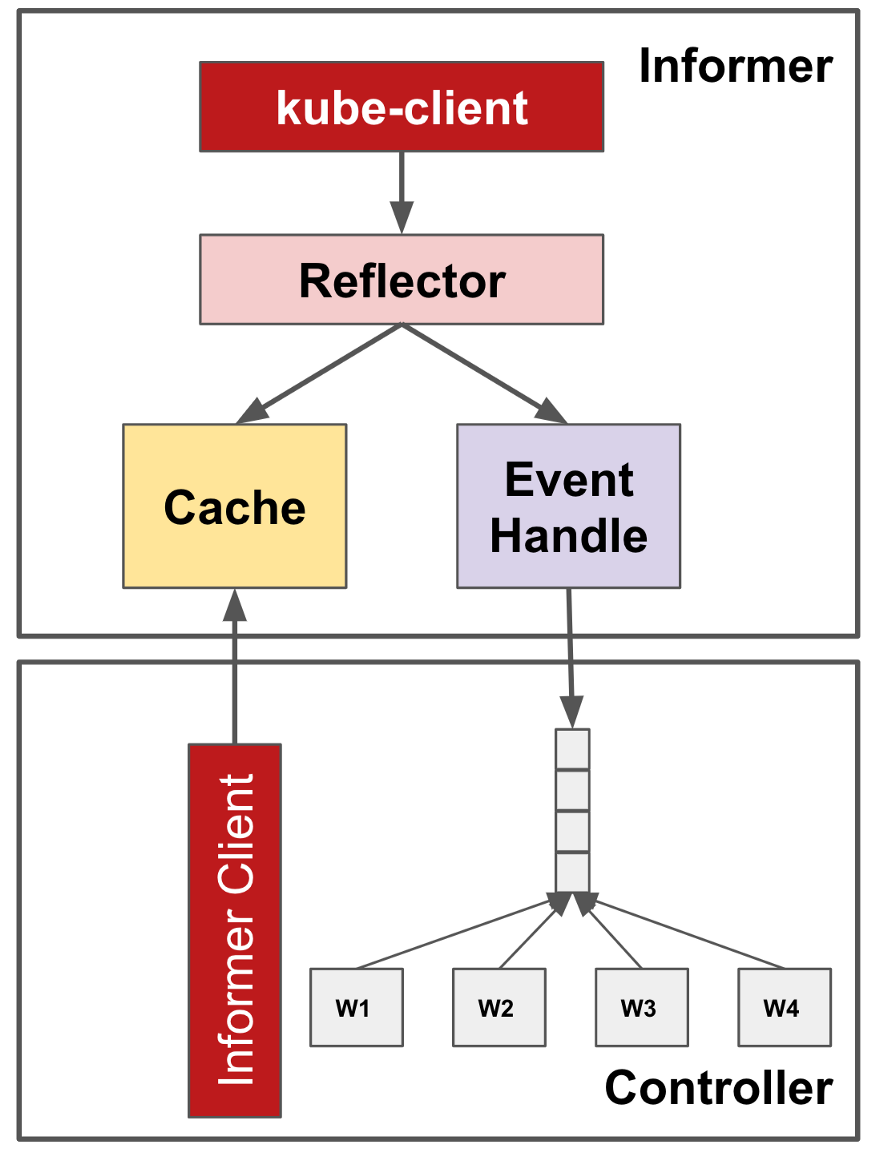 Informer
kube-client
Reflector
Cache
Event
Handle
Informer Client
W1
W2
W3
W4
Controller